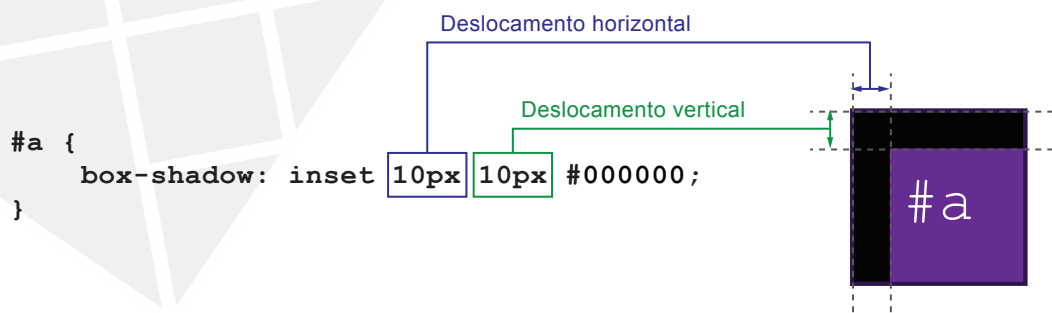 Deslocamento horizontal
Deslocamento vertical
#a {
box-shadow: inset 10px 10px #000000;
}
#a